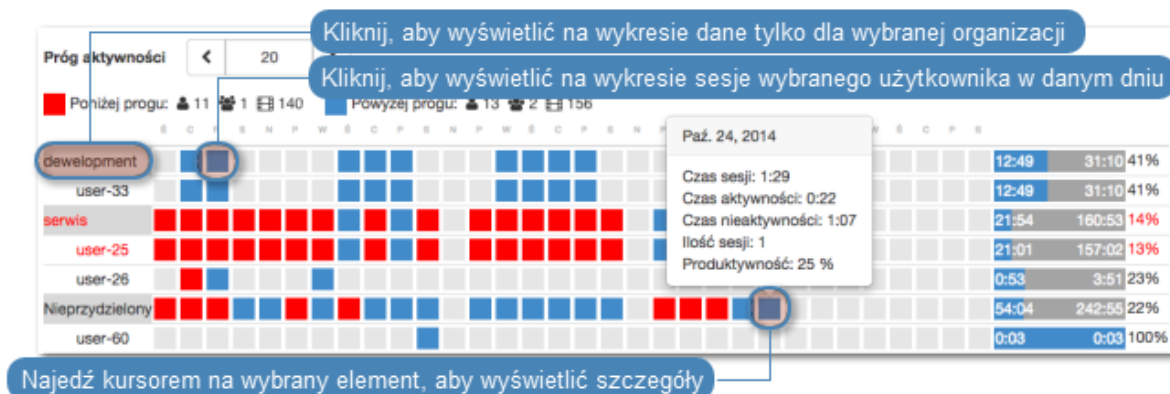 Kliknij, aby wyświetlić na wykresie dane tylko dla wybranej organizacji
Próg aktywności 20
Kliknij, aby wyświetlić na wykresie sesje wybranego użytkownika w danym dniu
Poniżej progu: 11 1 140 Powyżej progu: 13 2 156
Ś C P S N P W Ś C P S N P W Ś C P S N P
Ś C P S
Paź. 24, 2014
Czas sesji: 1:29
Czas aktywności: 0:22
Czas nieaktywności: 1:07
Ilość sesji: 1
Produktywność: 25 %
dewelopment 12:49 31:10 41%
user-33 12:49 31:10 41%
serwis 21:54 160:53 14%
user-25 21:01 157:02 13%
user-26 0:53 3:51 23%
Nieprzydzielony 54:04 242:55 22%
user-60 0:03 0:03 100%
Najedź kursorem na wybrany element, aby wyświetlić szczegóły